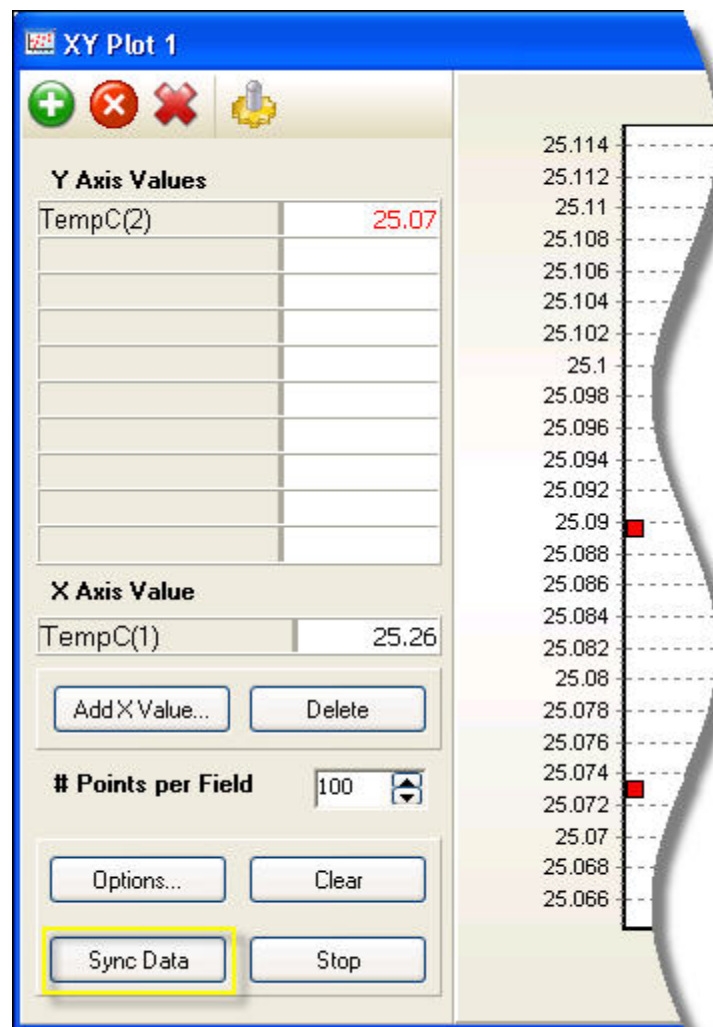 XY Plot 1
Y Axis Values
TempC(2) 25.07
X Axis Value
TempC(1) 25.26
Add X Value... Delete
# Points per Field 100
Options... Clear
Sync Data Stop
25.114
25.112
25.11
25.108
25.106
25.104
25.102
25.1
25.098
25.096
25.094
25.092
25.09
25.088
25.086
25.084
25.082
25.08
25.078
25.076
25.074
25.072
25.07
25.068
25.066